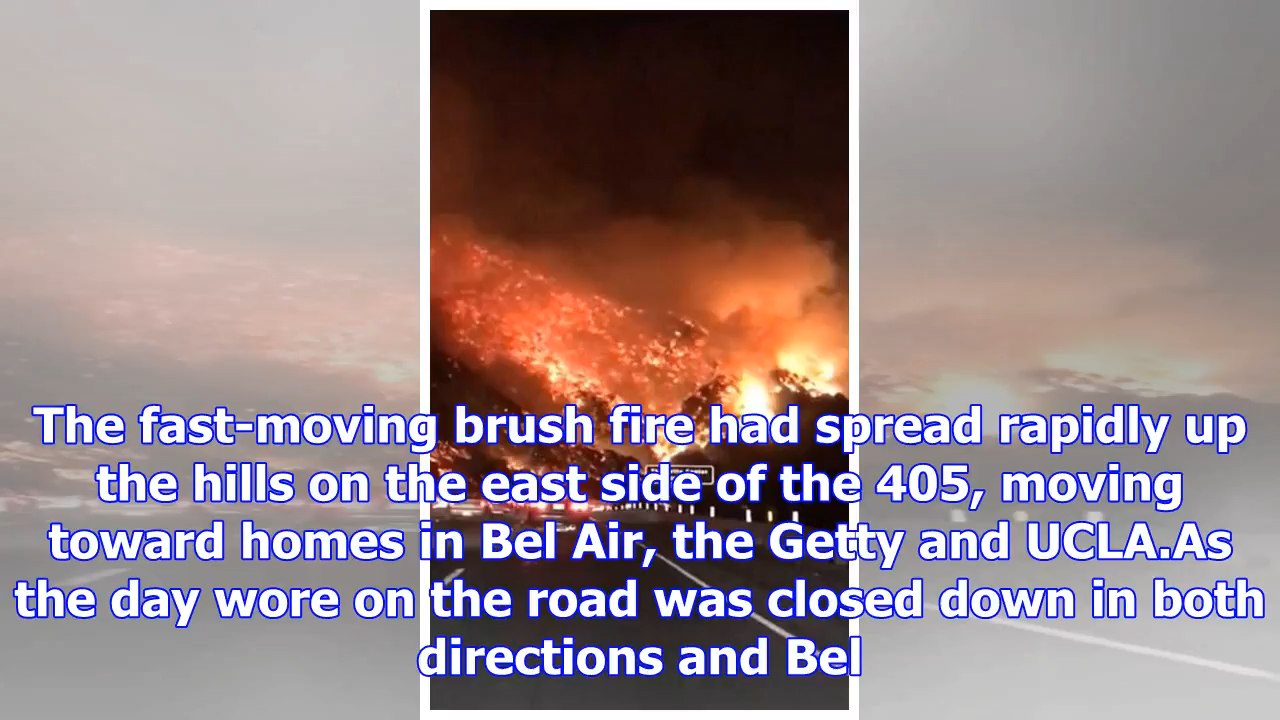 The fast-moving brush fire had spread rapidly up
the hills on the east side of the 405, moving
toward homes in Bel Air, the Getty and UCLA.As
the day wore on the road was closed down in both
directions and Bel